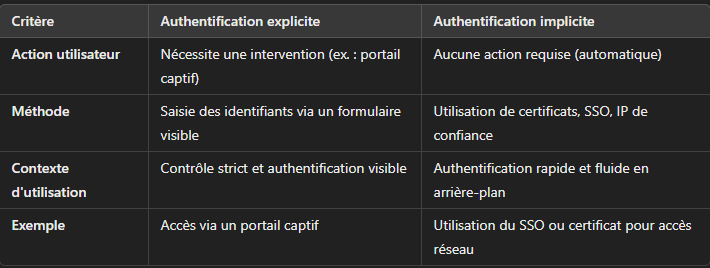 Critère Authentification explicite Authentification implicite
Action utilisateur Nécessite une intervention (ex. : portail captif) Aucune action requise (automatique)
Méthode Saisie des identifiants via un formulaire visible Utilisation de certificats, SSO, IP de confiance
Contexte d'utilisation Contrôle strict et authentification visible Authentification rapide et fluide en arrière-plan
Exemple Accès via un portail captif Utilisation du SSO ou certificat pour accès réseau